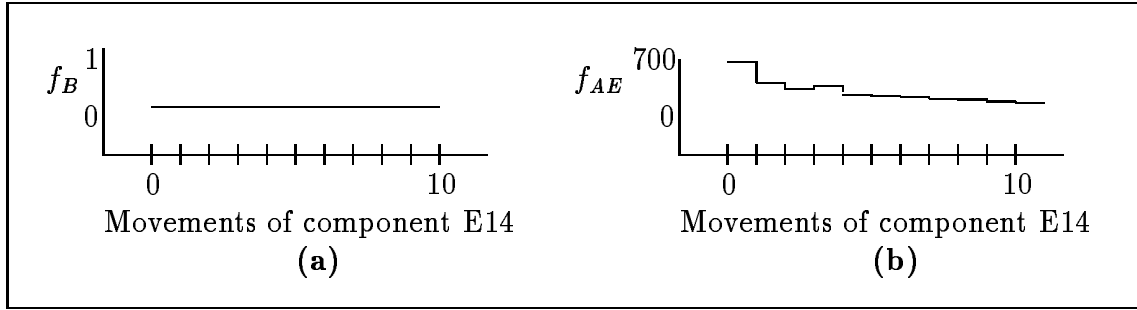 1
f_B
0
0 10
Movements of component E14
(a)
700
f_AE
0
0 10
Movements of component E14
(b)